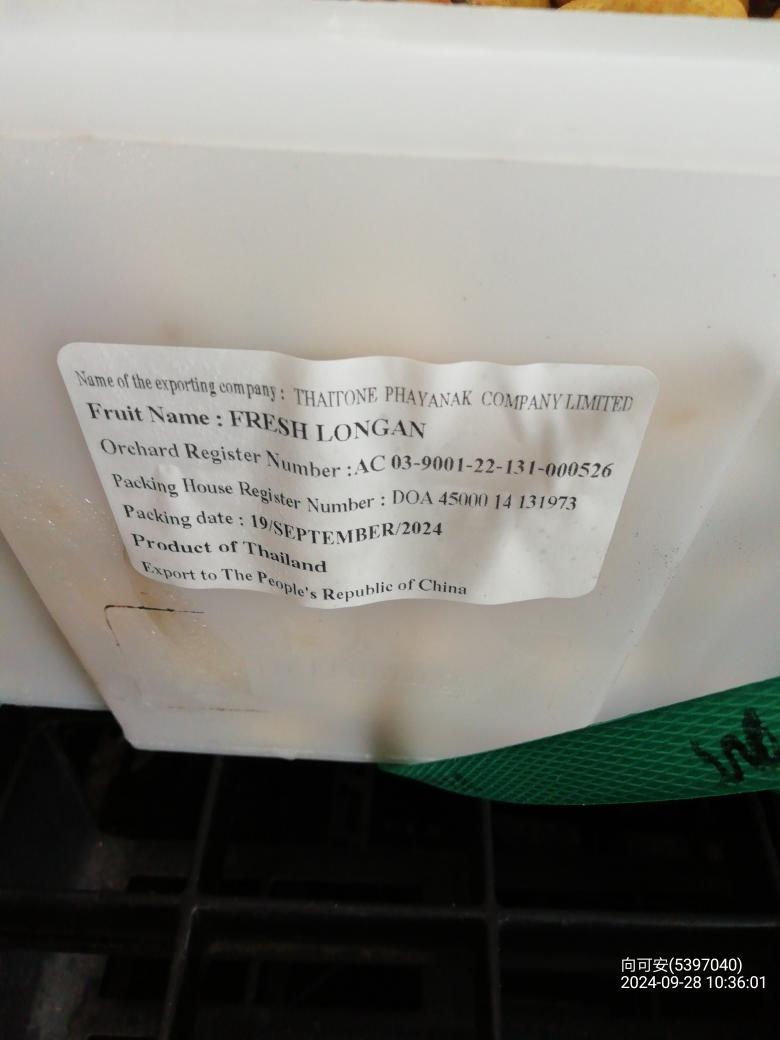 Name of the exporting company : THAITONE PHAYANAK COMPANY LIMITED
Fruit Name : FRESH LONGAN
Orchard Register Number :AC 03-9001-22-131-000526
Packing House Register Number : DOA 45000 14 131973
Packing date : 19/SEPTEMBER/2024
Product of Thailand
Export to The People's Republic of China
向可安(5397040)
2024-09-28 10:36:01